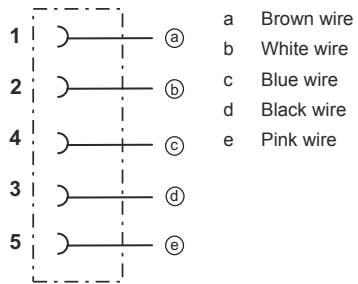 1 ⓐ
2 ⓑ
4 ⓒ
3 ⓓ
5 ⓔ
a Brown wire
b White wire
c Blue wire
d Black wire
e Pink wire